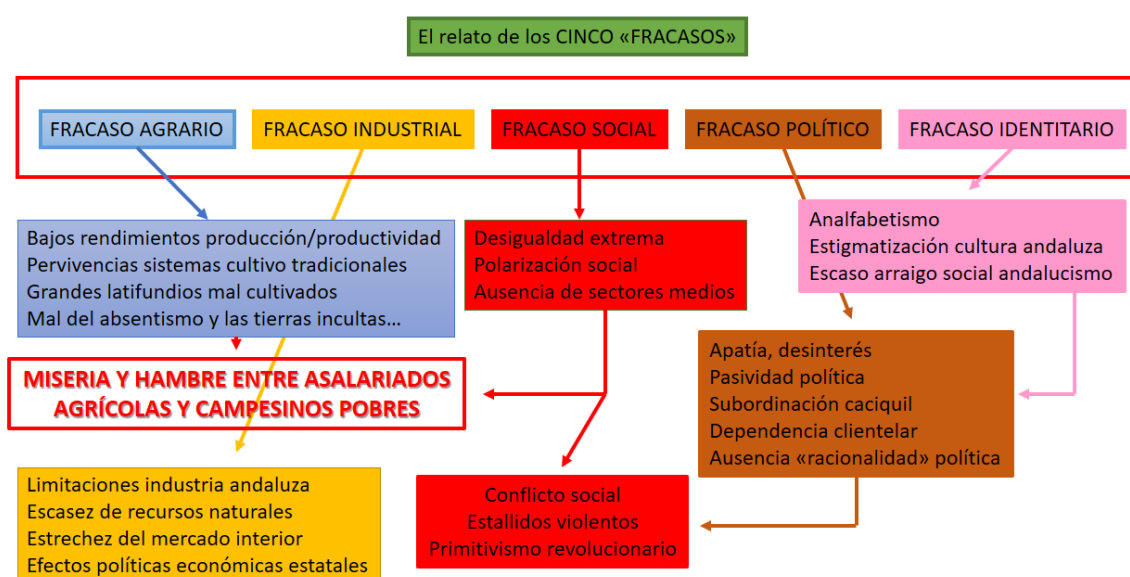 El relato de los CINCO «FRACASOS»
FRACASO AGRARIO
FRACASO INDUSTRIAL
FRACASO SOCIAL
FRACASO POLÍTICO
FRACASO IDENTITARIO
Bajos rendimientos producción/productividad
Pervivencias sistemas cultivo tradicionales
Grandes latifundios mal cultivados
Mal del absentismo y las tierras incultas...
Desigualdad extrema
Polarización social
Ausencia de sectores medios
Analfabetismo
Estigmatización cultura andaluza
Escaso arraigo social andalucismo
MISERIA Y HAMBRE ENTRE ASALARIADOS
AGRÍCOLAS Y CAMPESINOS POBRES
Apatía, desinterés
Pasividad política
Subordinación caciquil
Dependencia clientelar
Ausencia «racionalidad» política
Limitaciones industria andaluza
Escasez de recursos naturales
Estrechez del mercado interior
Efectos políticas económicas estatales
Conflicto social
Estallidos violentos
Primitivismo revolucionario